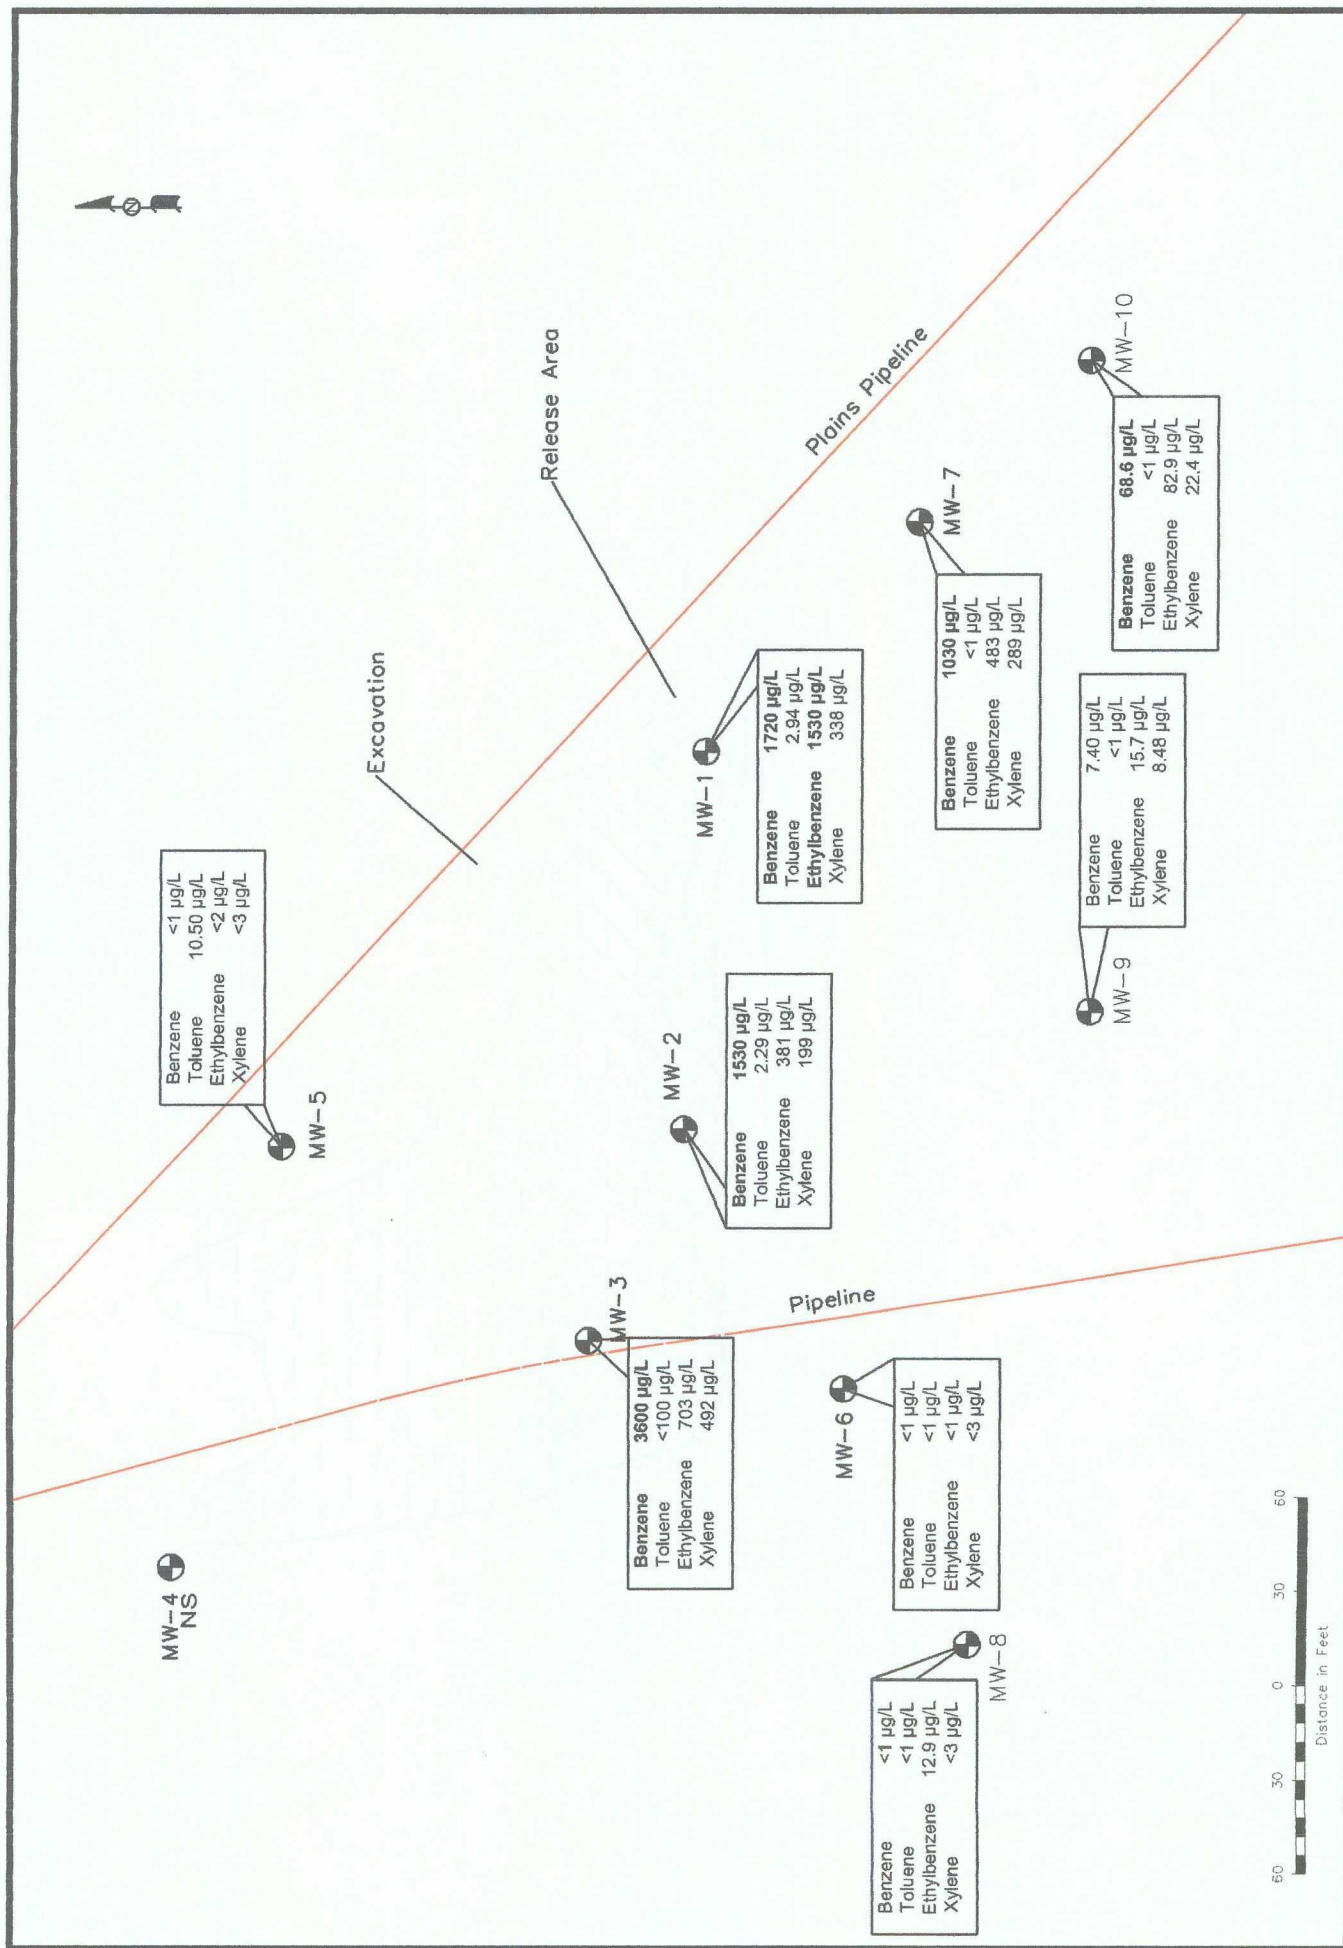 N
MW-4
NS
Benzene <1 µg/L
Toluene 10.50 µg/L
Ethylbenzene <2 µg/L
Xylene <3 µg/L
MW-5
Excavation
Release Area
Plains Pipeline
MW-3
Benzene 3600 µg/L
Toluene <100 µg/L
Ethylbenzene 703 µg/L
Xylene 492 µg/L
Pipeline
MW-2
Benzene 1530 µg/L
Toluene 2.29 µg/L
Ethylbenzene 381 µg/L
Xylene 199 µg/L
MW-1
Benzene 1720 µg/L
Toluene 2.94 µg/L
Ethylbenzene 1530 µg/L
Xylene 338 µg/L
MW-6
Benzene <1 µg/L
Toluene <1 µg/L
Ethylbenzene <1 µg/L
Xylene <3 µg/L
Benzene <1 µg/L
Toluene <1 µg/L
Ethylbenzene 12.9 µg/L
Xylene <3 µg/L
MW-8
MW-7
Benzene 1030 µg/L
Toluene <1 µg/L
Ethylbenzene 483 µg/L
Xylene 289 µg/L
Benzene 7.40 µg/L
Toluene <1 µg/L
Ethylbenzene 15.7 µg/L
Xylene 8.48 µg/L
MW-9
MW-10
Benzene 68.6 µg/L
Toluene <1 µg/L
Ethylbenzene 82.9 µg/L
Xylene 22.4 µg/L
60 30 0 30 60
Distance in Feet